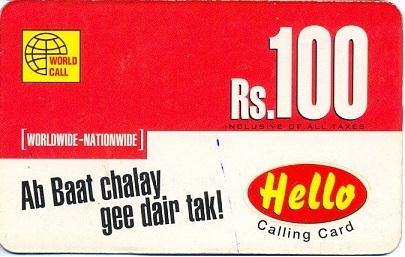 WORLD
CALL
Rs.100
INCLUSIVE OF ALL TAXES
[WORLDWIDE-NATIONWIDE]
Ab Baat chalay
gee dair tak!
Hello
Calling Card